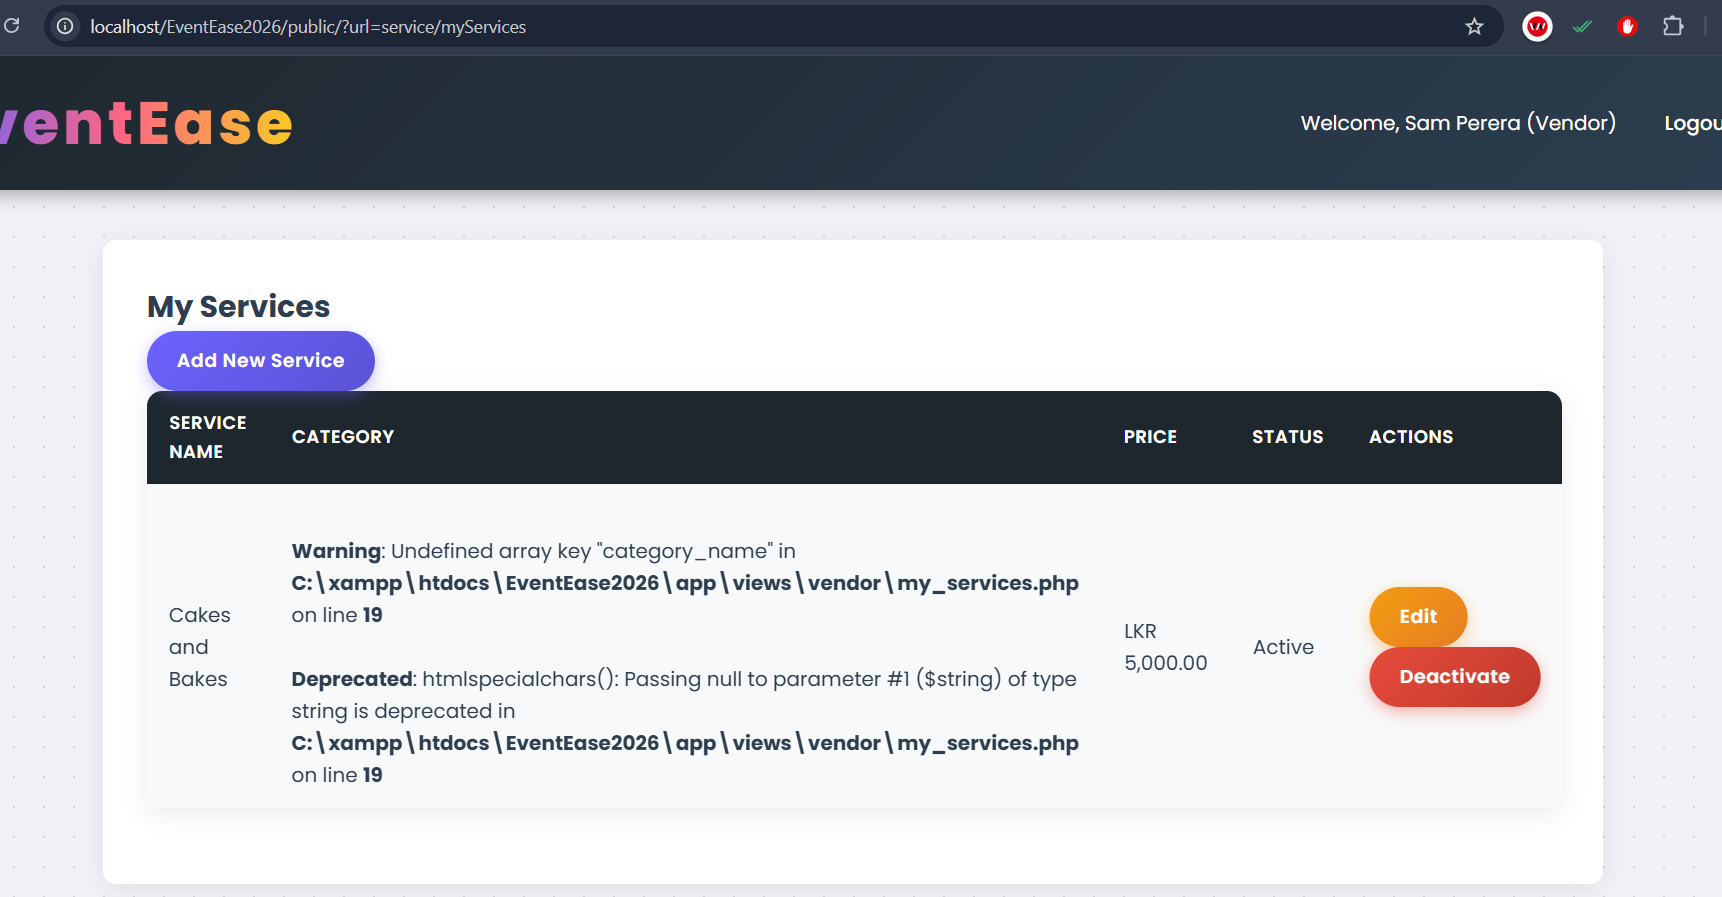 localhost/EventEase2026/public/?url=service/myServices
ventEase
Welcome, Sam Perera (Vendor)
Logou
My Services
Add New Service
SERVICE
NAME
CATEGORY
PRICE
STATUS
ACTIONS
Cakes
and
Bakes
Warning: Undefined array key "category_name" in
C:\xampp\htdocs\EventEase2026\app\views\vendor\my_services.php
on line 19
Deprecated: htmlspecialchars(): Passing null to parameter #1 ($string) of type
string is deprecated in
C:\xampp\htdocs\EventEase2026\app\views\vendor\my_services.php
on line 19
LKR
5,000.00
Active
Edit
Deactivate